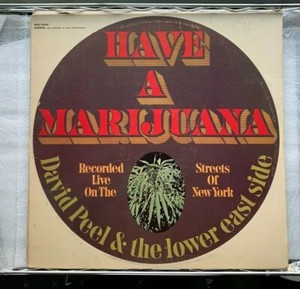 HAVE
A
MARIJUANA
Recorded
Live
On The
Streets
Of
New York
David Peel & the lower east side